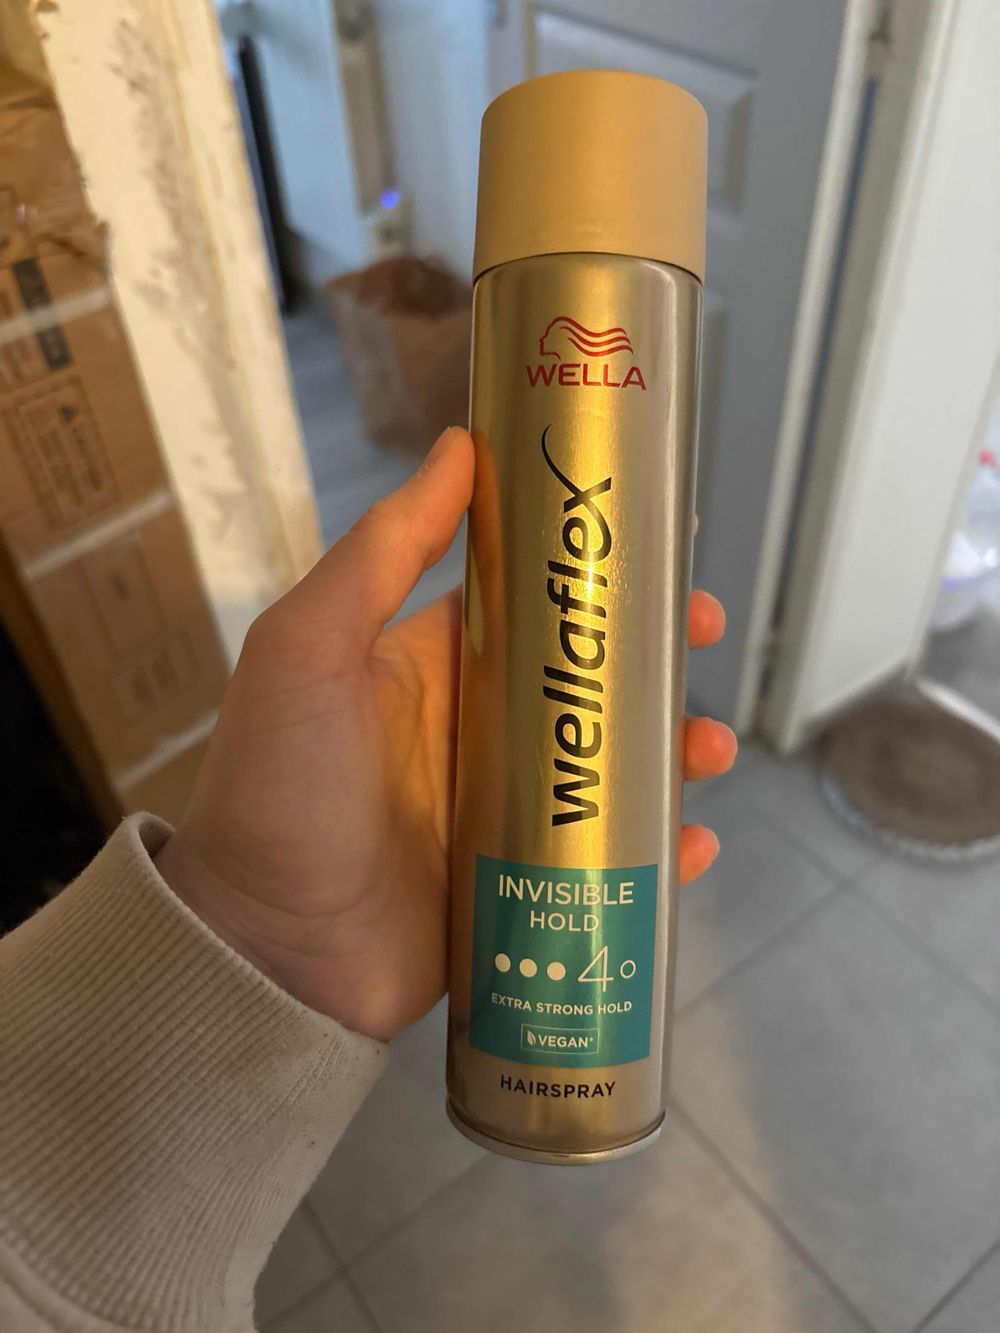 WELLA
wellaflex
INVISIBLE
HOLD
4
EXTRA STRONG HOLD
VEGAN*
HAIRSPRAY